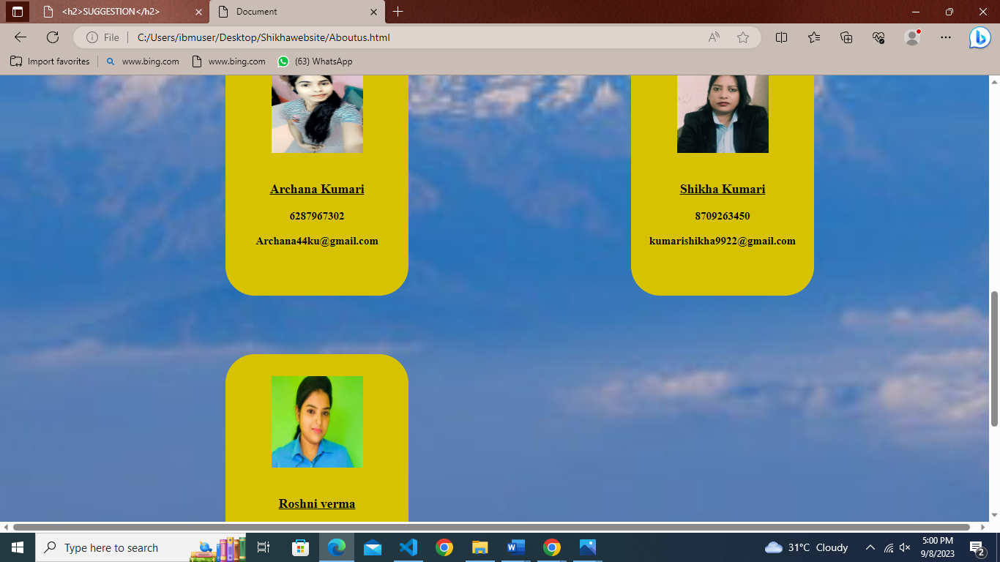 <h2>SUGGESTION</h2>
Document
File
C:/Users/ibmuser/Desktop/Shikhawebsite/Aboutus.html
Import favorites
www.bing.com
www.bing.com
(63) WhatsApp
Archana Kumari
6287967302
Archana44ku@gmail.com
Shikha Kumari
8709263450
kumarishikha9922@gmail.com
Roshni verma
Type here to search
31°C Cloudy
5:00 PM
9/8/2023
2